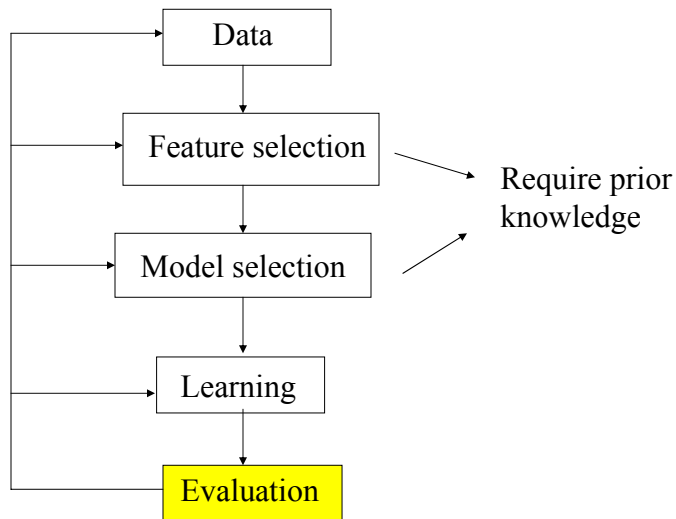 Data
Feature selection
Require prior
knowledge
Model selection
Learning
Evaluation